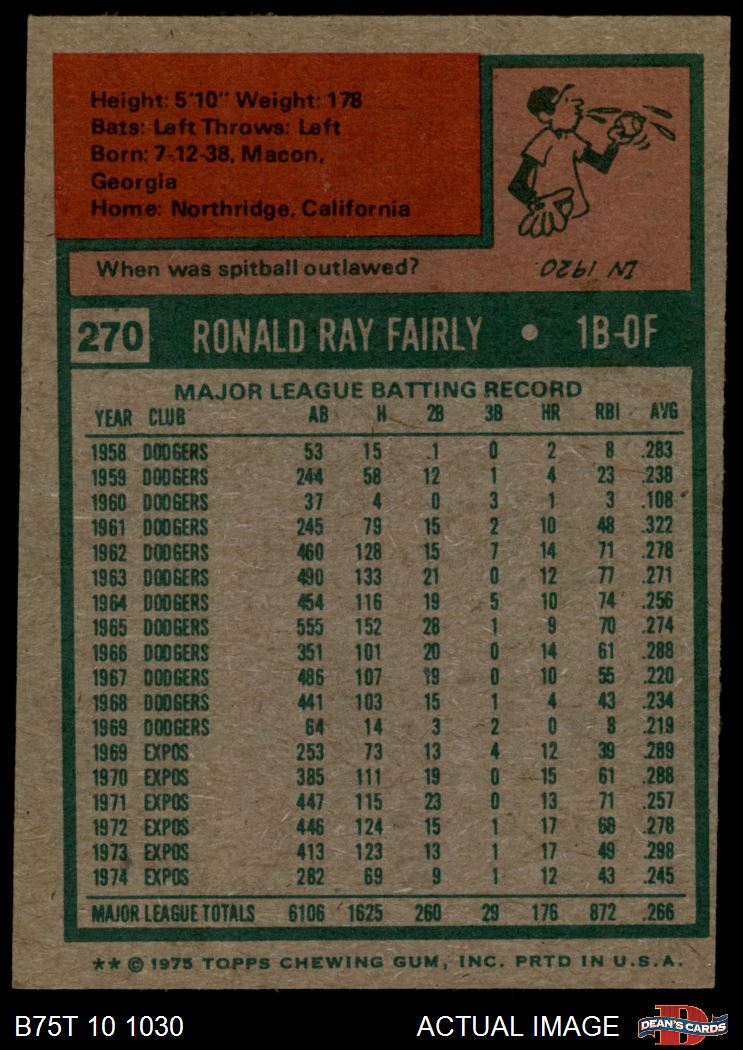 Height: 5'10" Weight: 178
Bats: Left Throws: Left
Born: 7-12-38, Macon,
Georgia
Home: Northridge, California
When was spitball outlawed?
IN 1920.
270 RONALD RAY FAIRLY • 1B-OF
MAJOR LEAGUE BATTING RECORD
YEAR CLUB AB H 2B 3B HR RBI AVG
1958 DODGERS 53 15 1 0 2 8 .283
1959 DODGERS 244 58 12 1 4 23 .238
1960 DODGERS 37 4 0 3 1 3 .108
1961 DODGERS 245 79 15 2 10 48 .322
1962 DODGERS 460 128 15 7 14 71 .278
1963 DODGERS 490 133 21 0 12 77 .271
1964 DODGERS 454 116 19 5 10 74 .256
1965 DODGERS 555 152 28 1 9 70 .274
1966 DODGERS 351 101 20 0 14 61 .288
1967 DODGERS 486 107 19 0 10 55 .220
1968 DODGERS 441 103 15 1 4 43 .234
1969 DODGERS 64 14 3 2 0 8 .219
1969 EXPOS 253 73 13 4 12 39 .289
1970 EXPOS 385 111 19 0 15 61 .288
1971 EXPOS 447 115 23 0 13 71 .257
1972 EXPOS 446 124 15 1 17 68 .278
1973 EXPOS 413 123 13 1 17 49 .298
1974 EXPOS 282 69 9 1 12 43 .245
MAJOR LEAGUE TOTALS 6106 1625 260 29 176 872 .266
** © 1975 TOPPS CHEWING GUM, INC. PRTD IN U.S.A.
B75T 10 1030 ACTUAL IMAGE D DEAN'S CARDS